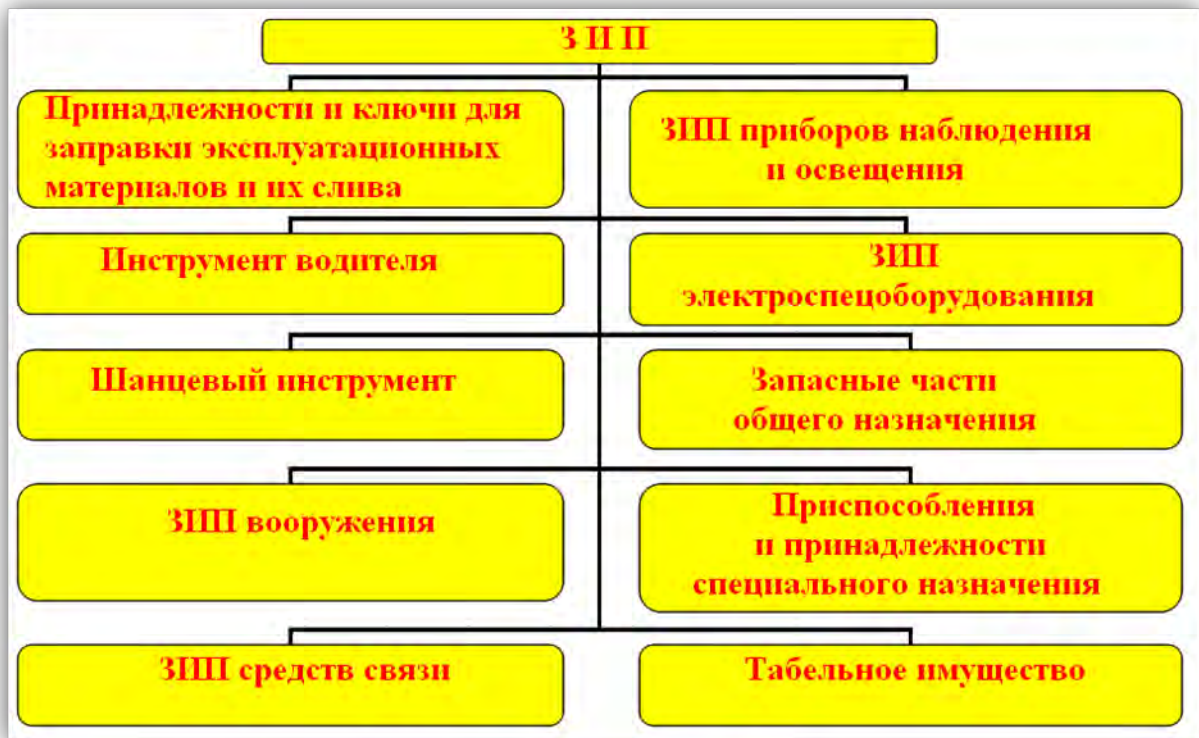 З И П
Принадлежности и ключи для
заправки эксплуатационных
материалов и их слива
ЗИП приборов наблюдения
и освещения
Инструмент водителя
ЗИП
электроспецоборудования
Шанцевый инструмент
Запасные части
общего назначения
ЗИП вооружения
Приспособления
и принадлежности
специального назначения
ЗИП средств связи
Табельное имущество